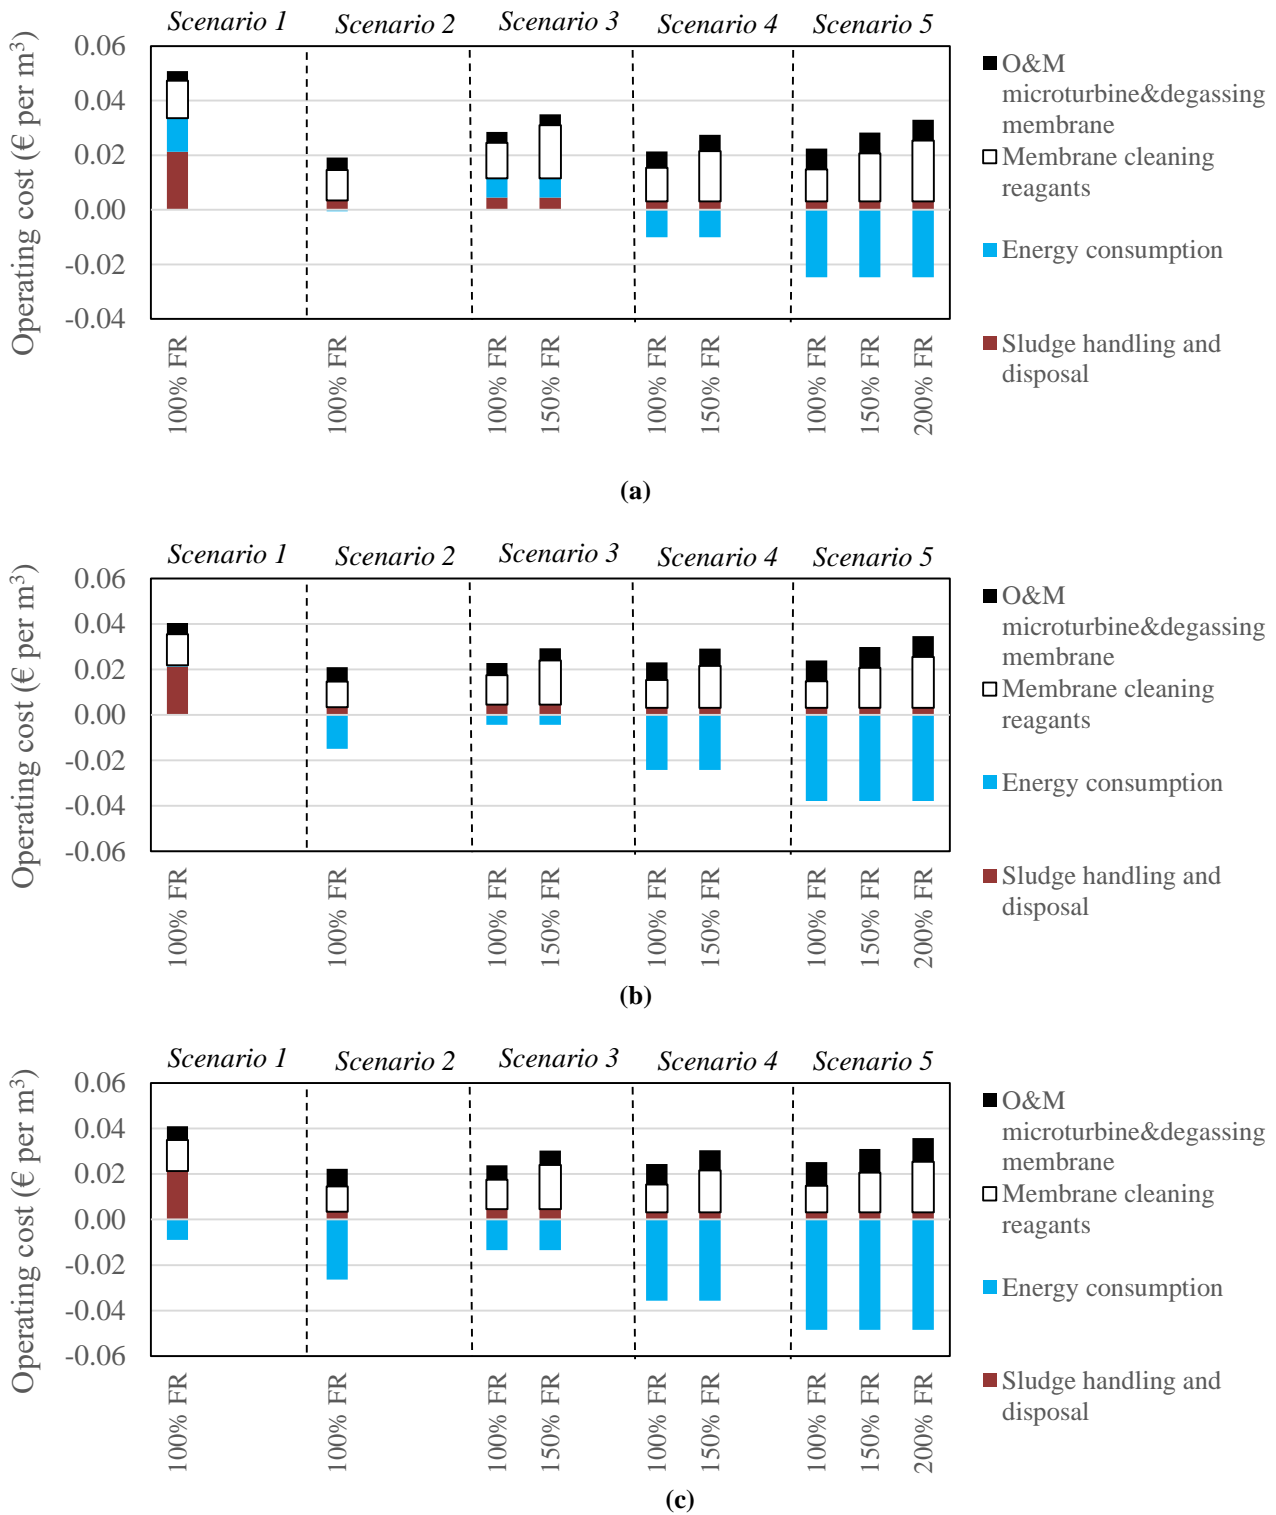 Scenario 1 Scenario 2 Scenario 3 Scenario 4 Scenario 5
Operating cost (€ per m³)
0.06
0.04
0.02
0.00
-0.02
-0.04
100% FR
100% FR
100% FR
150% FR
100% FR
150% FR
100% FR
150% FR
200% FR
O&M
microturbine&degassing
membrane
Membrane cleaning
reagants
Energy consumption
Sludge handling and
disposal
(a)
Scenario 1 Scenario 2 Scenario 3 Scenario 4 Scenario 5
Operating cost (€ per m³)
0.06
0.04
0.02
0.00
-0.02
-0.04
-0.06
100% FR
100% FR
100% FR
150% FR
100% FR
150% FR
100% FR
150% FR
200% FR
O&M
microturbine&degassing
membrane
Membrane cleaning
reagants
Energy consumption
Sludge handling and
disposal
(b)
Scenario 1 Scenario 2 Scenario 3 Scenario 4 Scenario 5
Operating cost (€ per m³)
0.06
0.04
0.02
0.00
-0.02
-0.04
-0.06
100% FR
100% FR
100% FR
150% FR
100% FR
150% FR
100% FR
150% FR
200% FR
O&M
microturbine&degassing
membrane
Membrane cleaning
reagants
Energy consumption
Sludge handling and
disposal
(c)